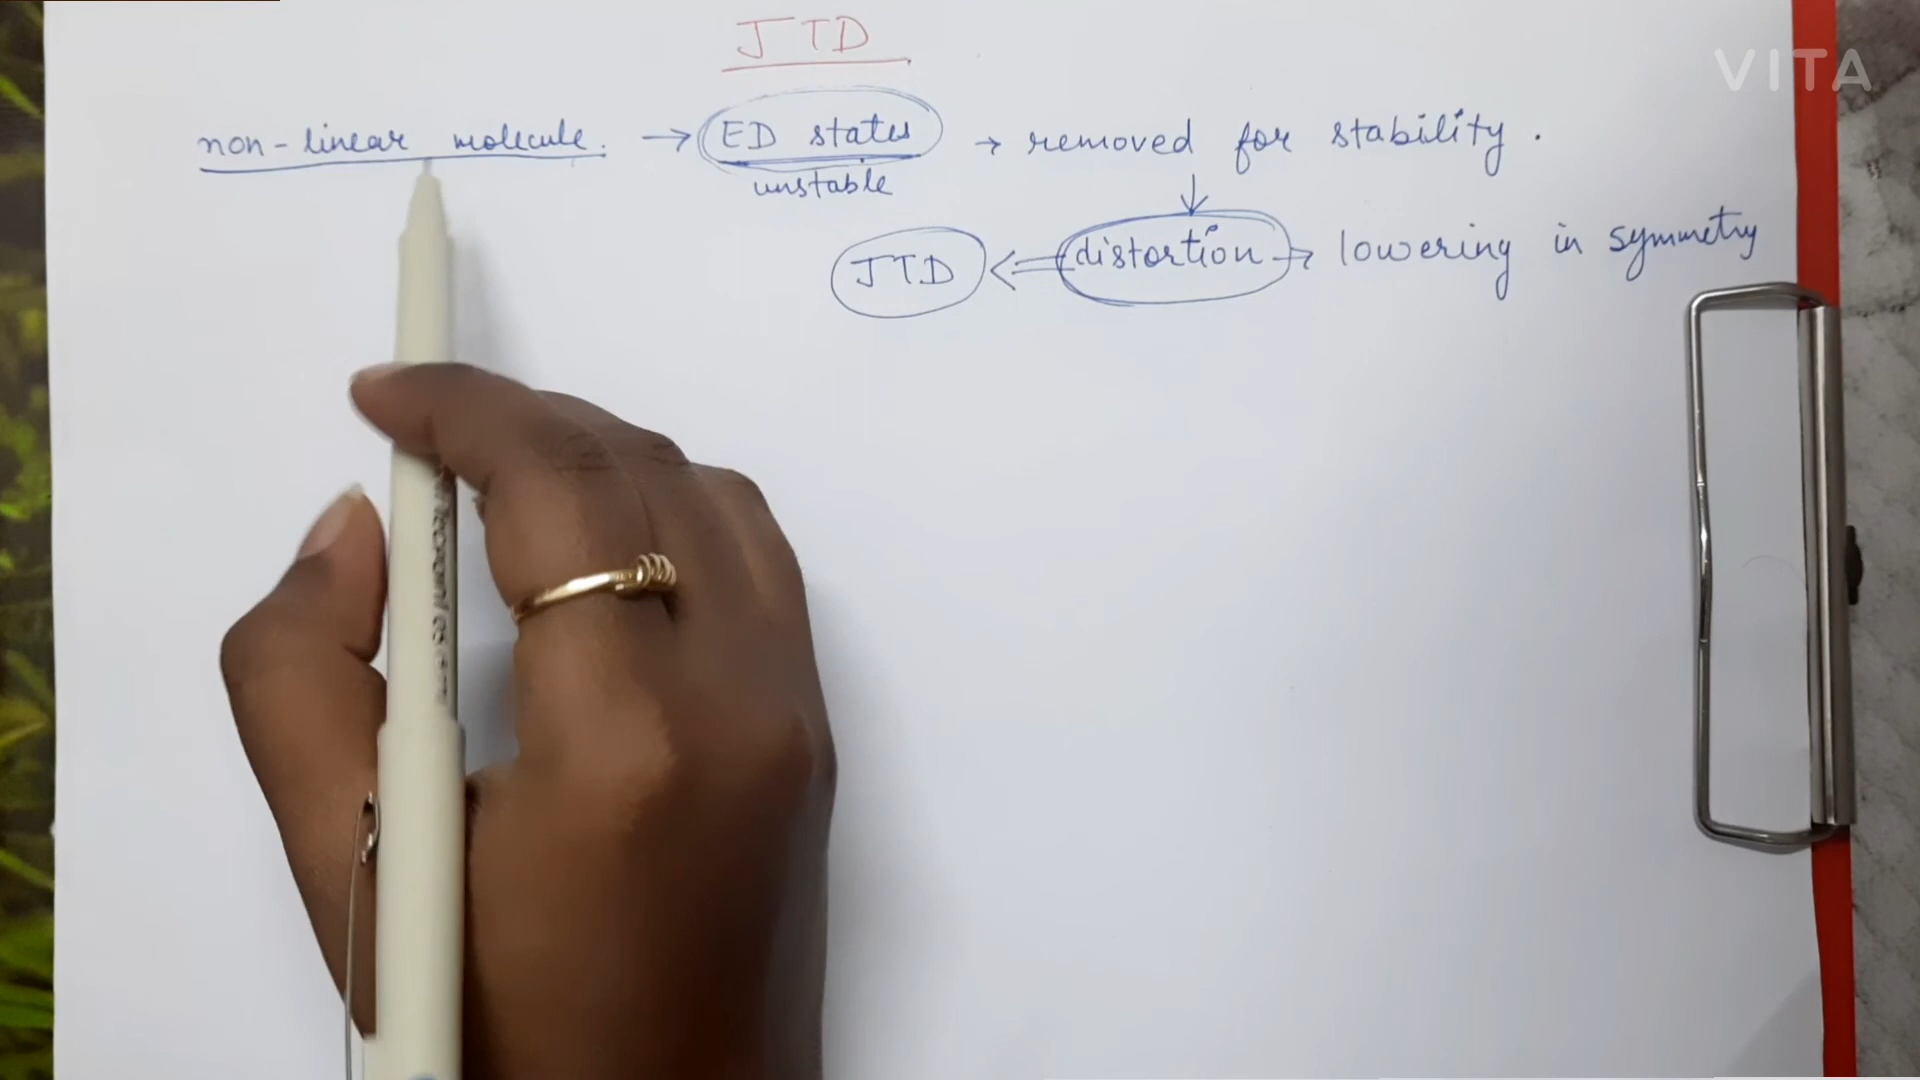 JTD
VITA
non-linear molecule. → ED states → removed for stability.
unstable
↓
JTD ⇐ distortion → lowering in symmetry